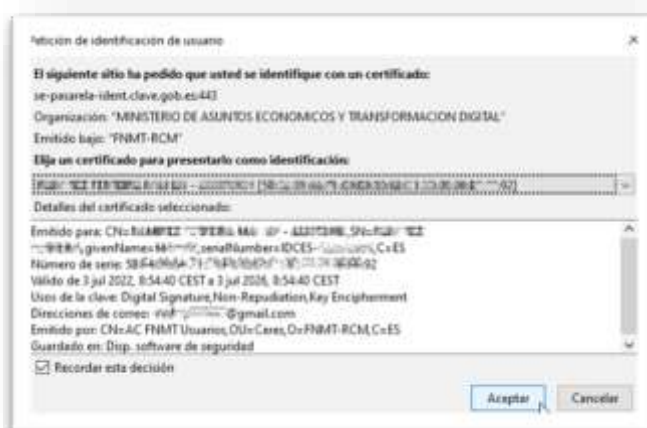 Petición de identificación de usuario
El siguiente sitio ha pedido que usted se identifique con un certificado:
se-pasarela-ident.clave.gob.es:443
Organización: "MINISTERIO DE ASUNTOS ECONOMICOS Y TRANSFORMACION DIGITAL"
Emitido bajo: "FNMT-RCM"
Elija un certificado para presentarlo como identificación:
Detalles del certificado seleccionado:
Emitido para: CN=
givenName= serialNumber=IDCES- C=ES
Número de serie:
Válido de 3 jul 2022, 8:54:40 CEST a 3 jul 2026, 8:54:40 CEST
Usos de la clave: Digital Signature,Non-Repudiation,Key Encipherment
Direcciones de correo: @gmail.com
Emitido por: CN=AC FNMT Usuarios,OU=Ceres,O=FNMT-RCM,C=ES
Guardado en: Disp. software de seguridad
Recordar esta decisión
Aceptar Cancelar